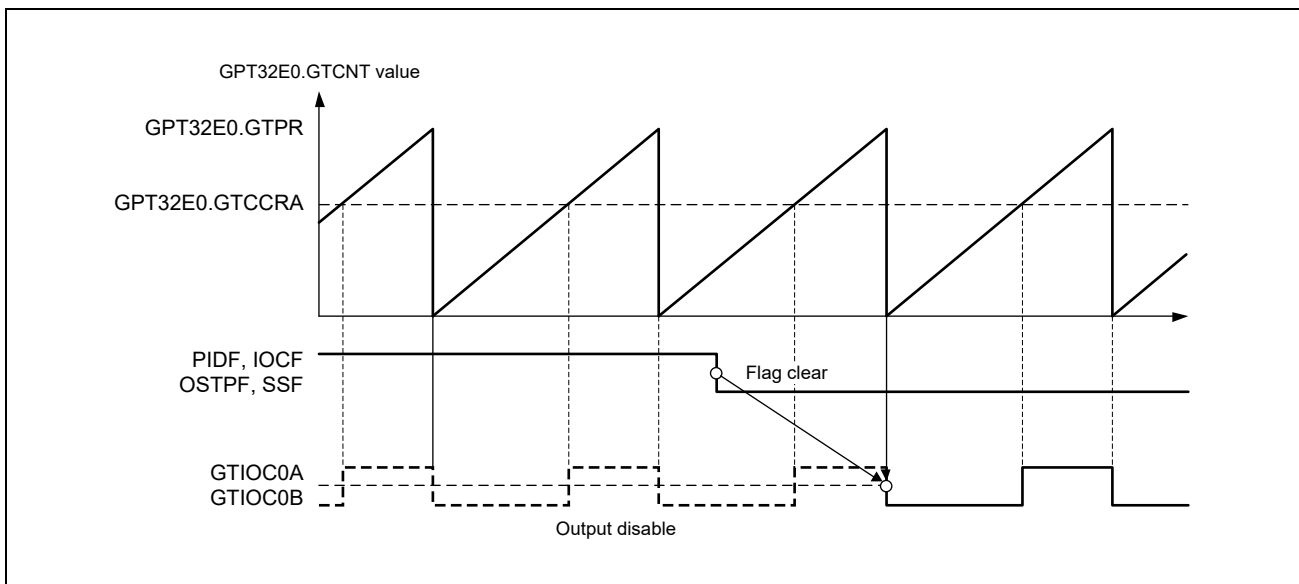 GPT32E0.GTCNT value
GPT32E0.GTPR
GPT32E0.GTCCRA
PIDF, IOCF
OSTPF, SSF
Flag clear
GTIOC0A
GTIOC0B
Output disable